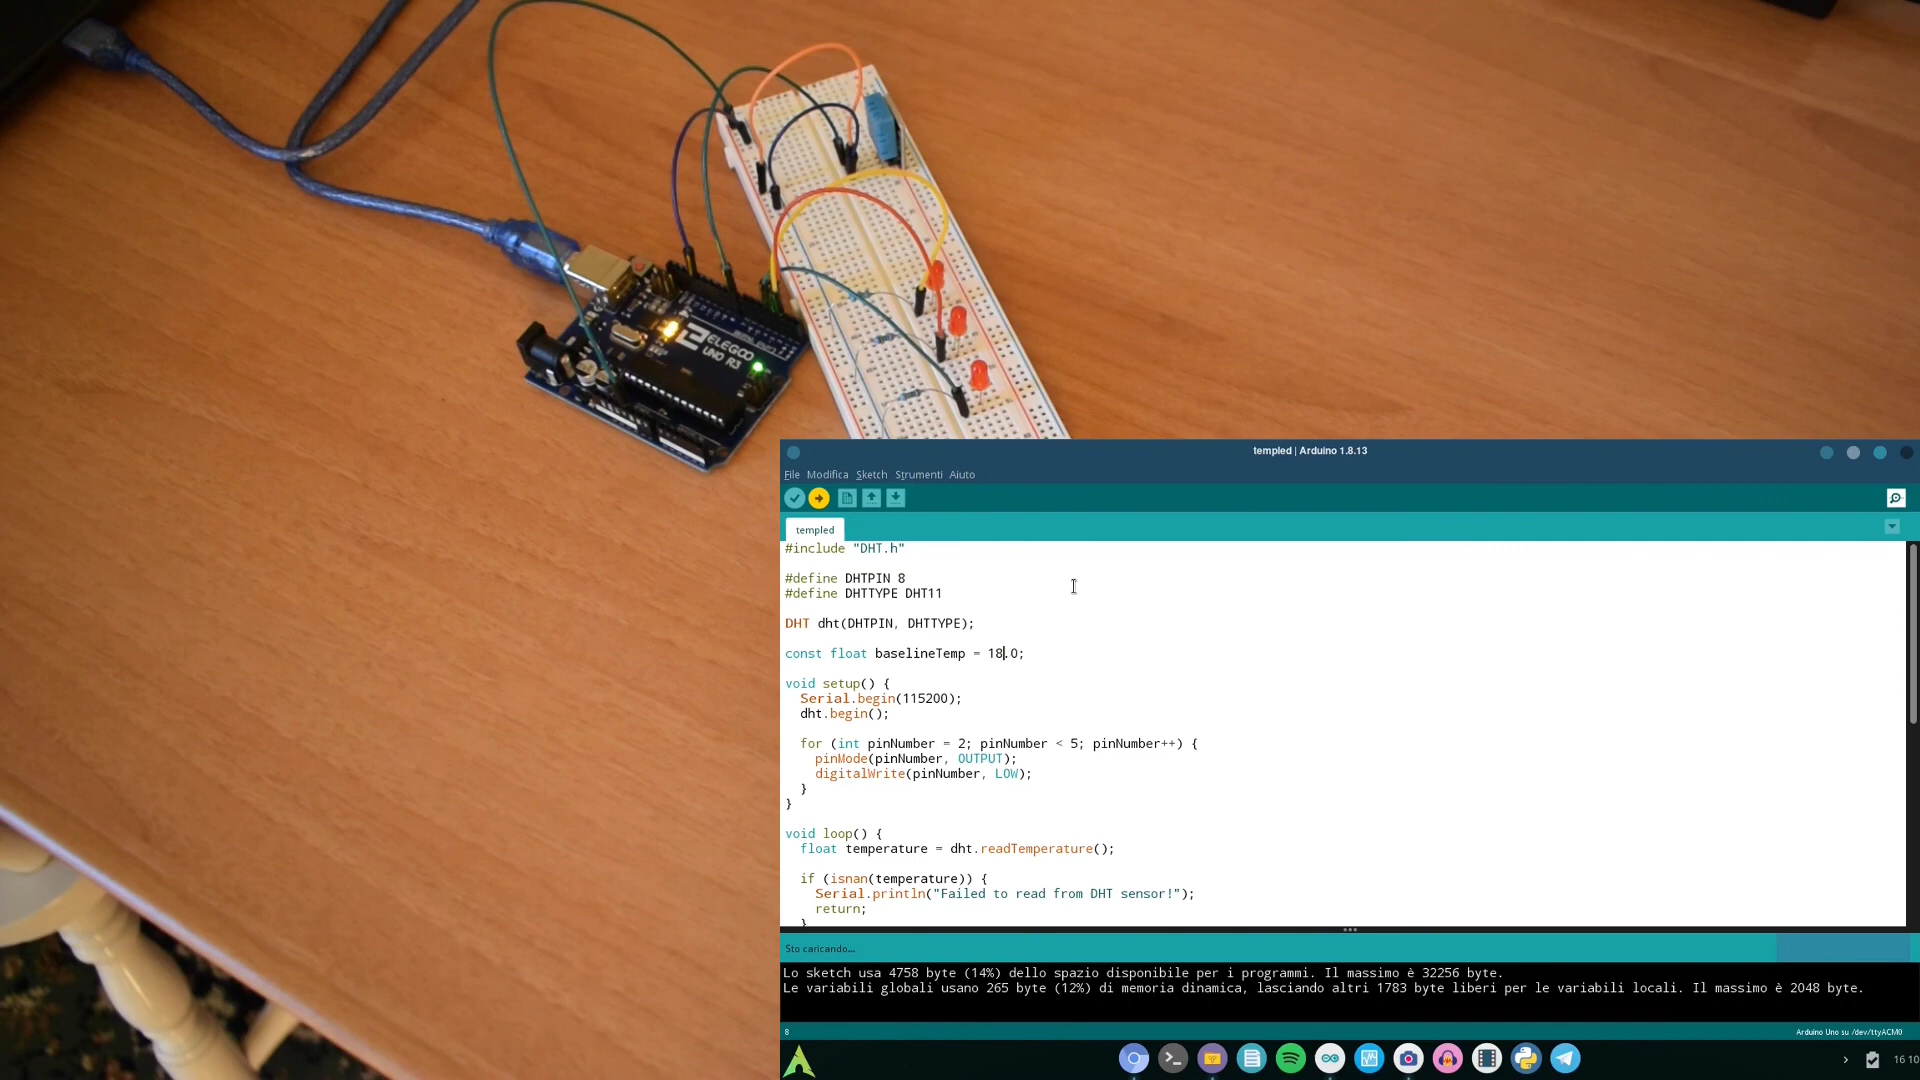 ELEGOO
UNO R3
templed | Arduino 1.8.13
File Modifica Sketch Strumenti Aiuto
templed
#include "DHT.h"
#define DHTPIN 8
#define DHTTYPE DHT11
DHT dht(DHTPIN, DHTTYPE);
const float baselineTemp = 18.0;
void setup() {
Serial.begin(115200);
dht.begin();
for (int pinNumber = 2; pinNumber < 5; pinNumber++) {
pinMode(pinNumber, OUTPUT);
digitalWrite(pinNumber, LOW);
}
}
void loop() {
float temperature = dht.readTemperature();
if (isnan(temperature)) {
Serial.println("Failed to read from DHT sensor!");
return;
}
Sto caricando...
Lo sketch usa 4758 byte (14%) dello spazio disponibile per i programmi. Il massimo è 32256 byte.
Le variabili globali usano 265 byte (12%) di memoria dinamica, lasciando altri 1783 byte liberi per le variabili locali. Il massimo è 2048 byte.
8
Arduino Uno su /dev/ttyACM0
16 10